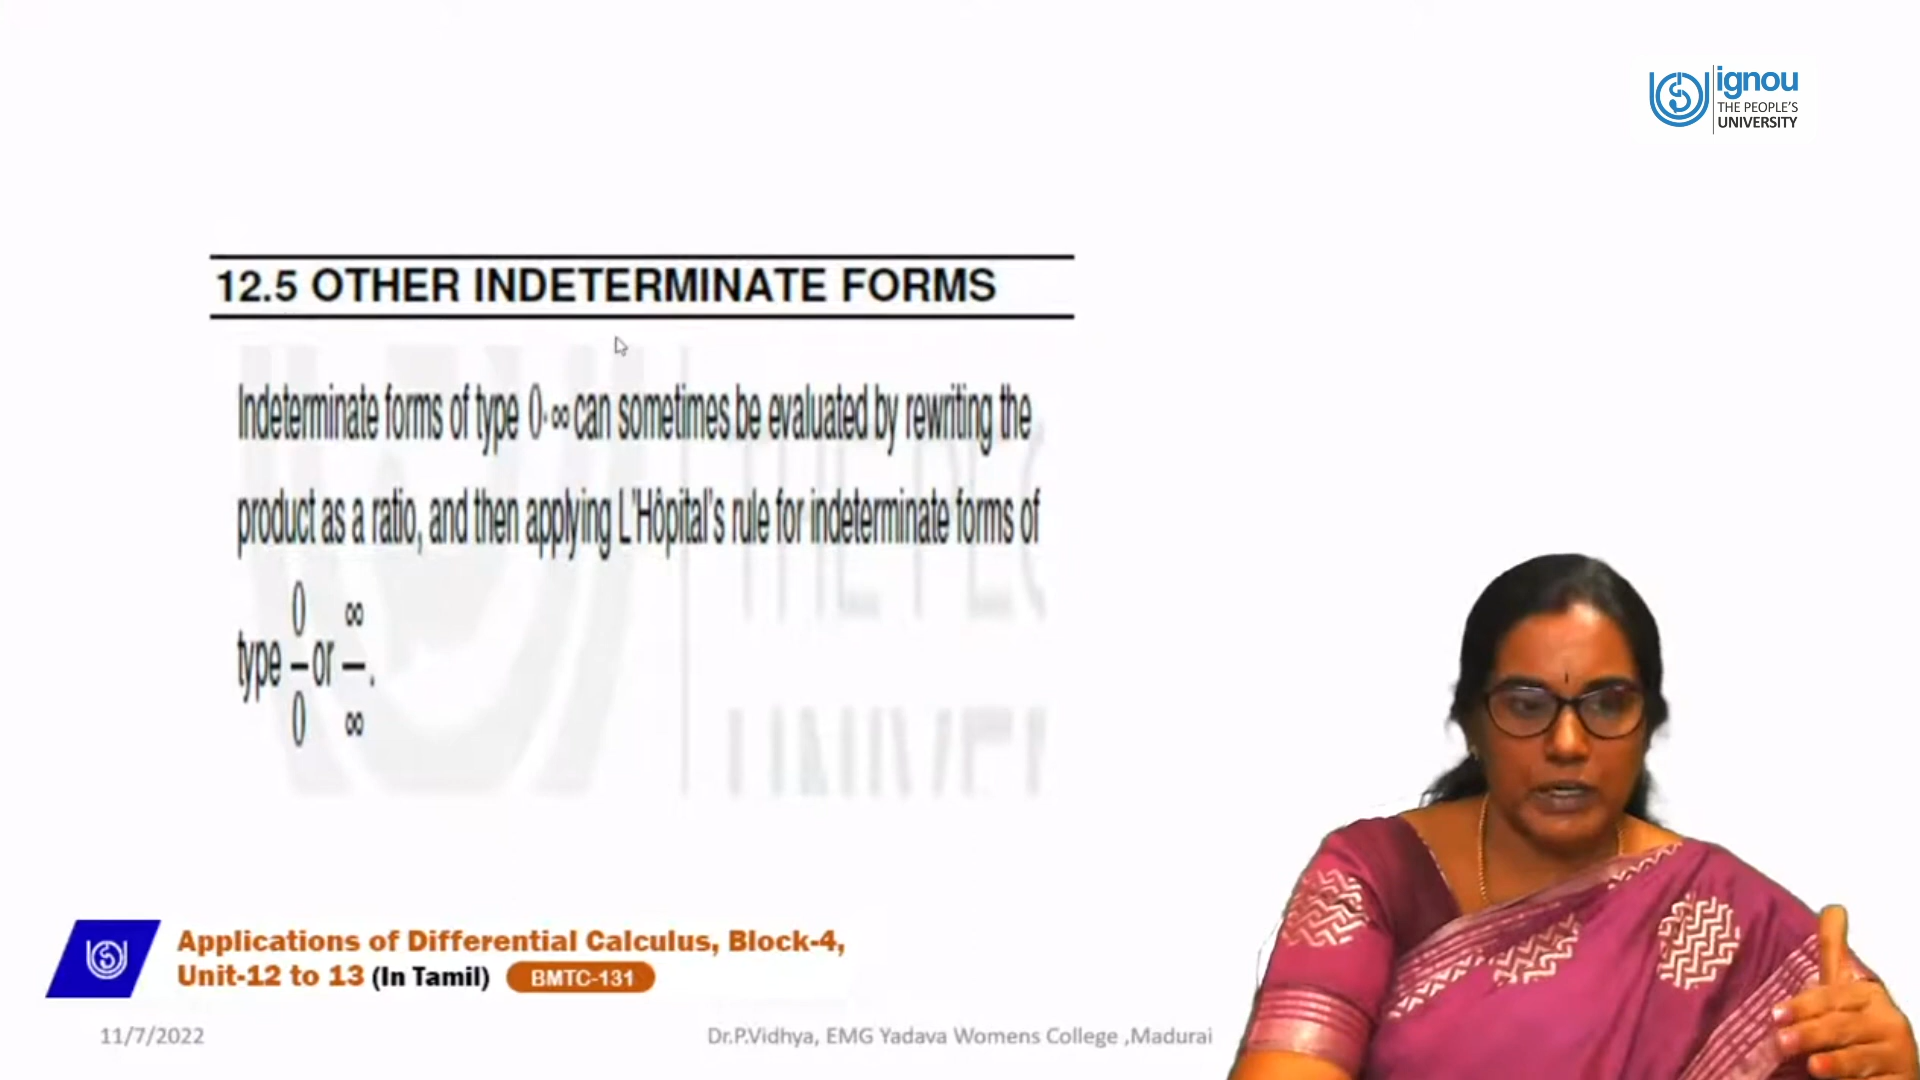 ignou
THE PEOPLE'S
UNIVERSITY
12.5 OTHER INDETERMINATE FORMS
Indeterminate forms of type 0·∞ can sometimes be evaluated by rewriting the
product as a ratio, and then applying L'Hôpital's rule for indeterminate forms of
type 0/0 or ∞/∞.
Applications of Differential Calculus, Block-4,
Unit-12 to 13 (In Tamil) BMTC-131
11/7/2022
Dr.P.Vidhya, EMG Yadava Womens College ,Madurai